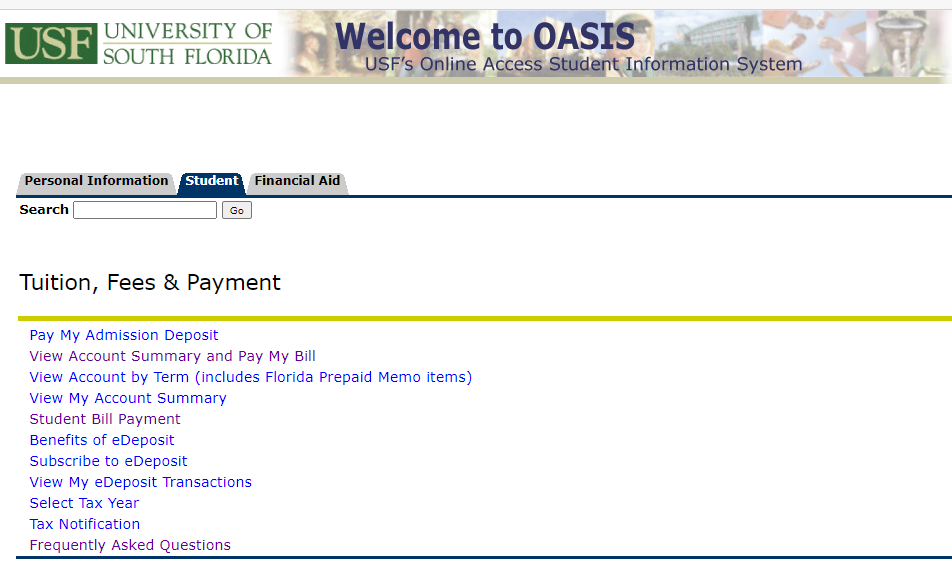 USF UNIVERSITY OF
SOUTH FLORIDA
Welcome to OASIS
USF's Online Access Student Information System
Personal Information Student Financial Aid
Search Go
Tuition, Fees & Payment
Pay My Admission Deposit
View Account Summary and Pay My Bill
View Account by Term (includes Florida Prepaid Memo items)
View My Account Summary
Student Bill Payment
Benefits of eDeposit
Subscribe to eDeposit
View My eDeposit Transactions
Select Tax Year
Tax Notification
Frequently Asked Questions